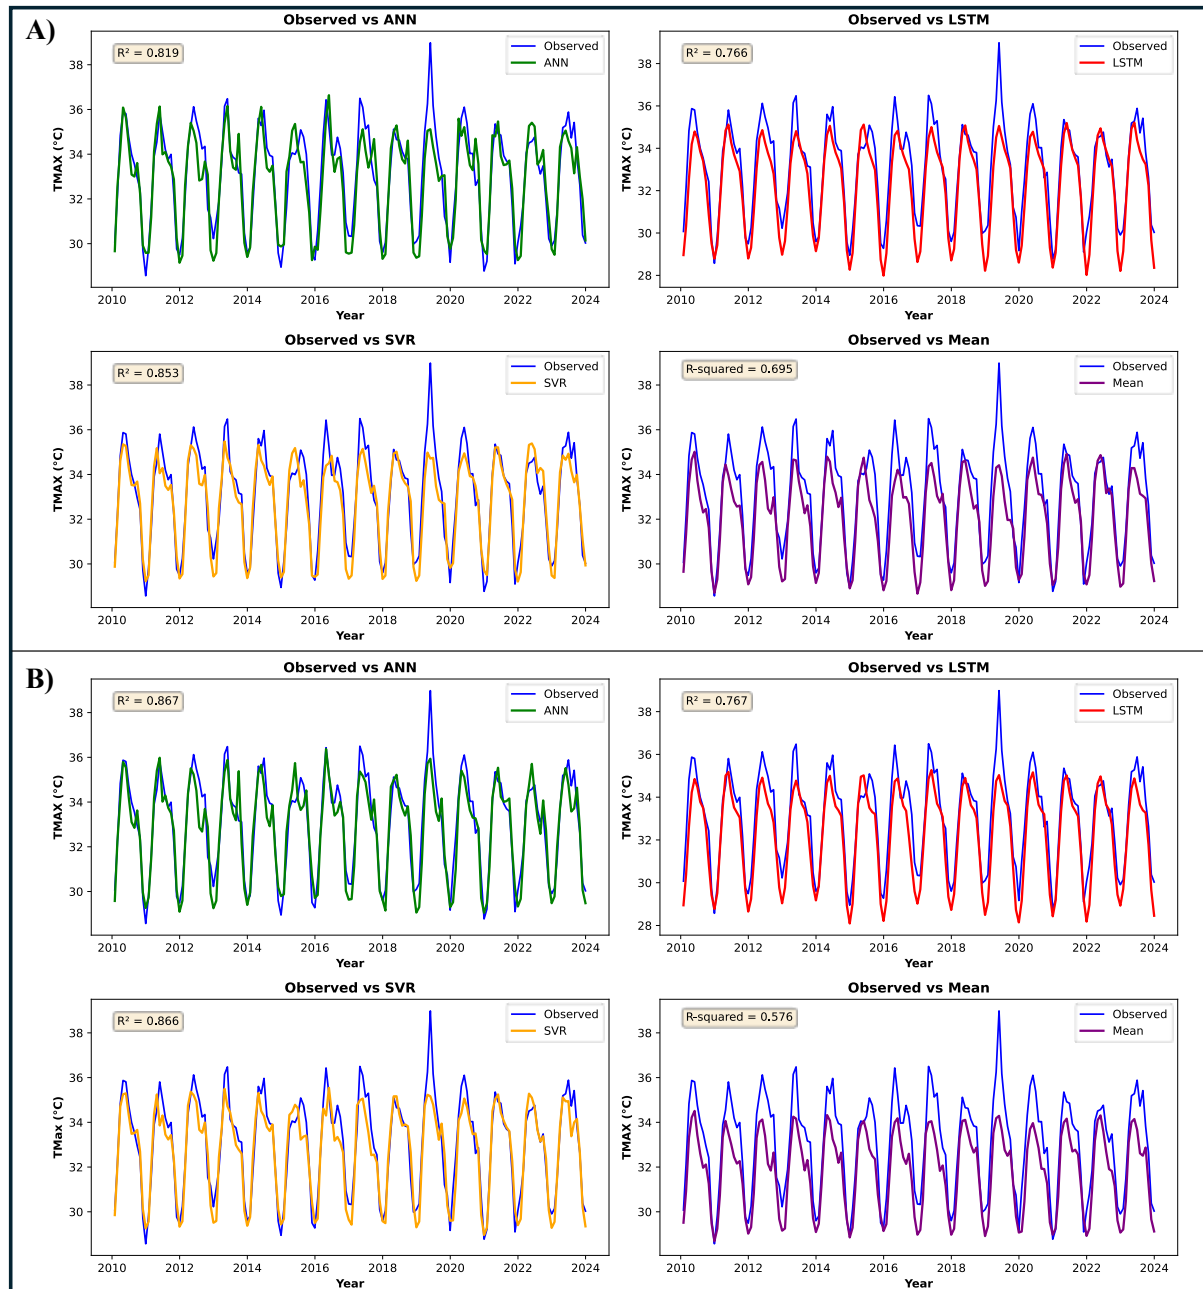 A)
Observed vs ANN
R² = 0.819
Observed
ANN
TMAX (°C)
38
36
34
32
30
2010 2012 2014 2016 2018 2020 2022 2024
Year
Observed vs LSTM
R² = 0.766
Observed
LSTM
TMAX (°C)
38
36
34
32
30
28
2010 2012 2014 2016 2018 2020 2022 2024
Year
Observed vs SVR
R² = 0.853
Observed
SVR
TMAX (°C)
38
36
34
32
30
2010 2012 2014 2016 2018 2020 2022 2024
Year
Observed vs Mean
R-squared = 0.695
Observed
Mean
TMAX (°C)
38
36
34
32
30
2010 2012 2014 2016 2018 2020 2022 2024
Year
B)
Observed vs ANN
R² = 0.867
Observed
ANN
TMAX (°C)
38
36
34
32
30
2010 2012 2014 2016 2018 2020 2022 2024
Year
Observed vs LSTM
R² = 0.767
Observed
LSTM
TMAX (°C)
38
36
34
32
30
28
2010 2012 2014 2016 2018 2020 2022 2024
Year
Observed vs SVR
R² = 0.866
Observed
SVR
TMax (°C)
38
36
34
32
30
2010 2012 2014 2016 2018 2020 2022 2024
Year
Observed vs Mean
R-squared = 0.576
Observed
Mean
TMAX (°C)
38
36
34
32
30
2010 2012 2014 2016 2018 2020 2022 2024
Year